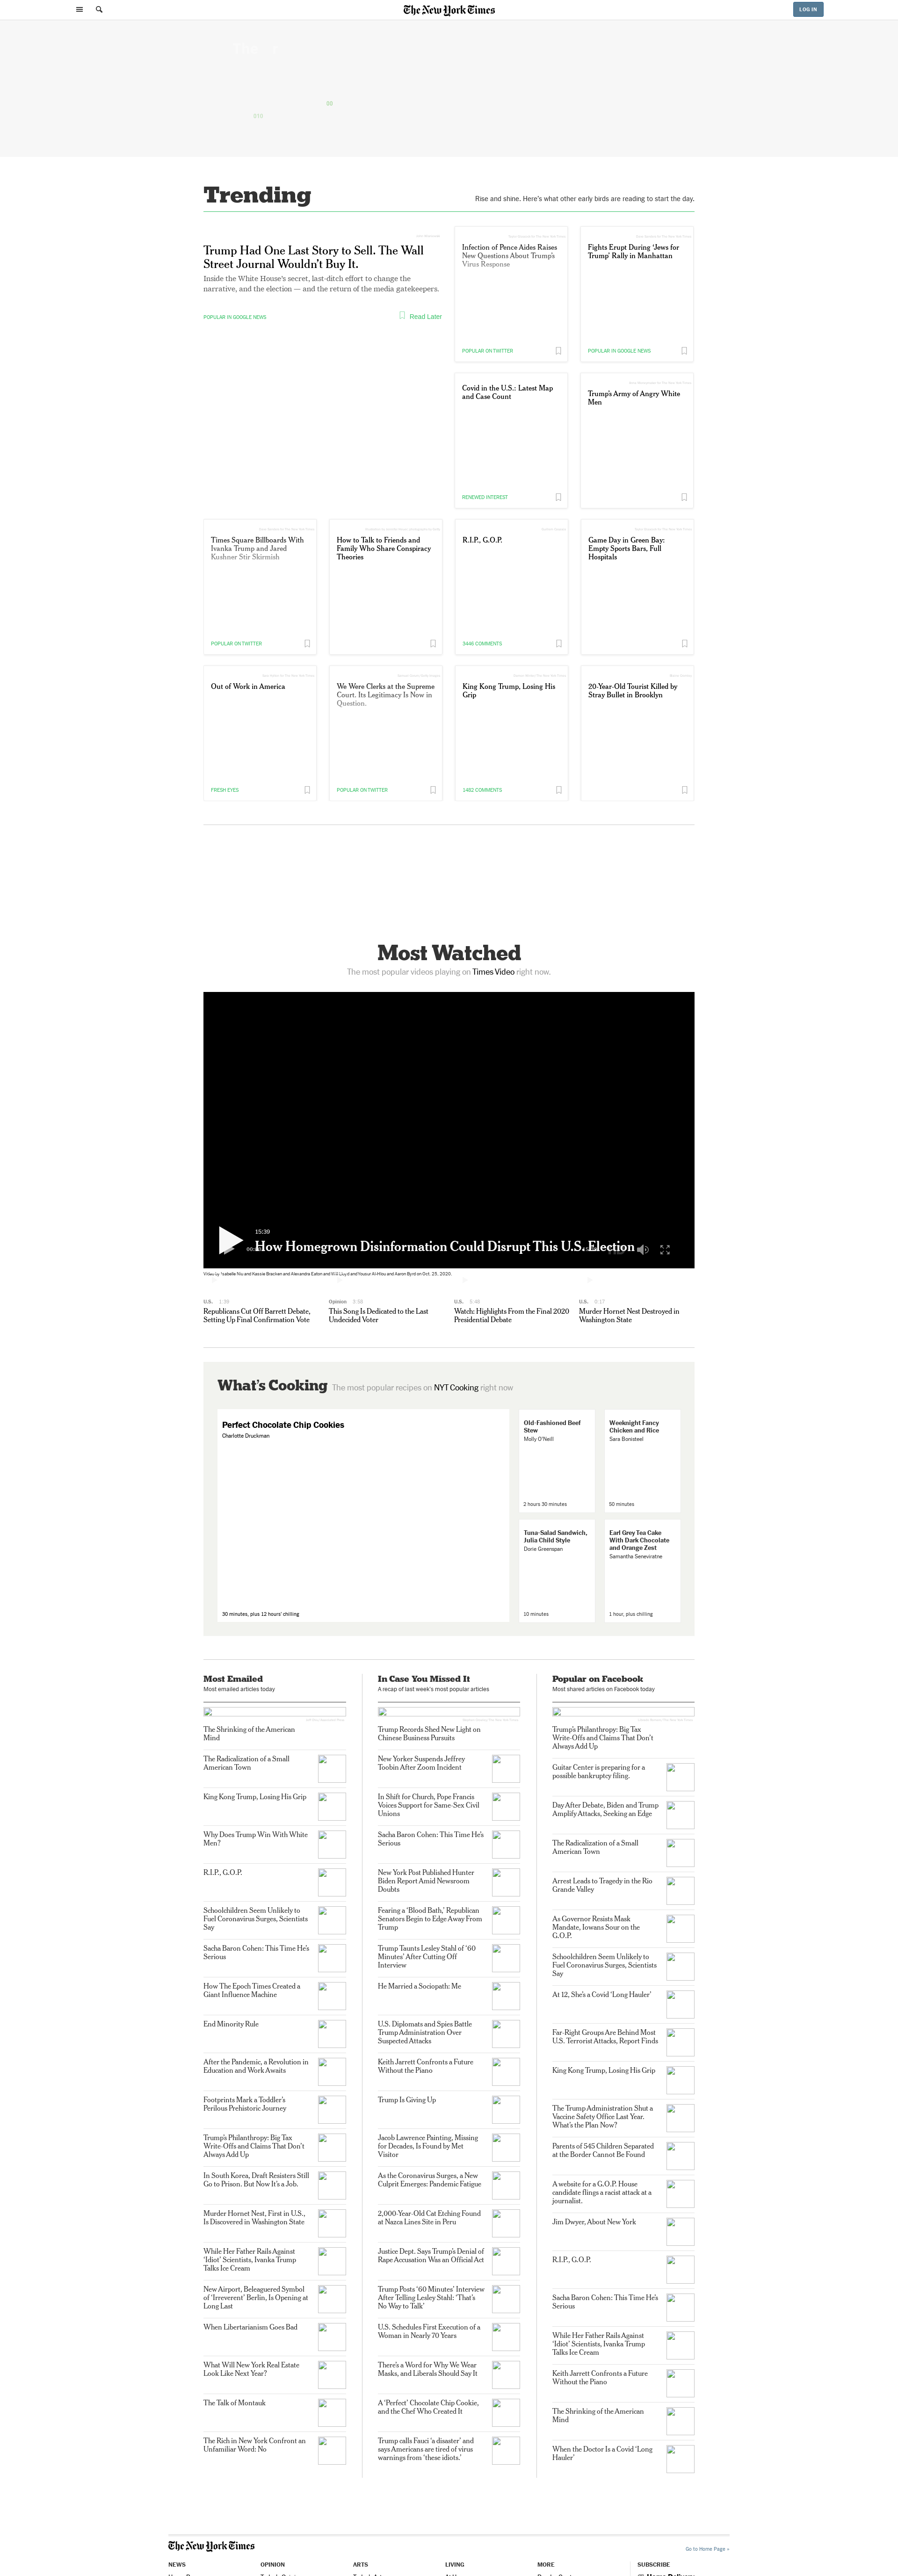 The New York Times
LOG IN
Trending
Rise and shine. Here's what other early birds are reading to start the day.
Trump Had One Last Story to Sell. The Wall
Street Journal Wouldn't Buy It.
Inside the White House's secret, last-ditch effort to change the
narrative, and the election — and the return of the media gatekeepers.
POPULAR IN GOOGLE NEWS
Read Later
Infection of Pence Aides Raises
New Questions About Trump's
Virus Response
POPULAR ON TWITTER
Fights Erupt During 'Jews for
Trump' Rally in Manhattan
POPULAR IN GOOGLE NEWS
Covid in the U.S.: Latest Map
and Case Count
RENEWED INTEREST
Trump's Army of Angry White
Men
Times Square Billboards With
Ivanka Trump and Jared
Kushner Stir Skirmish
POPULAR ON TWITTER
How to Talk to Friends and
Family Who Share Conspiracy
Theories
R.I.P., G.O.P.
3446 COMMENTS
Game Day in Green Bay:
Empty Sports Bars, Full
Hospitals
Out of Work in America
FRESH EYES
We Were Clerks at the Supreme
Court. Its Legitimacy Is Now in
Question.
POPULAR ON TWITTER
King Kong Trump, Losing His
Grip
1482 COMMENTS
20-Year-Old Tourist Killed by
Stray Bullet in Brooklyn
Most Watched
The most popular videos playing on Times Video right now.
15:39
How Homegrown Disinformation Could Disrupt This U.S. Election
U.S. 1:39
Republicans Cut Off Barrett Debate,
Setting Up Final Confirmation Vote
Opinion
This Song Is Dedicated to the Last
Undecided Voter
U.S.
Watch: Highlights From the Final 2020
Presidential Debate
U.S. 0:17
Murder Hornet Nest Destroyed in
Washington State
What's Cooking The most popular recipes on NYT Cooking right now
Perfect Chocolate Chip Cookies
Charlotte Druckman
30 minutes, plus 12 hours' chilling
Old-Fashioned Beef
Stew
Molly O'Neill
2 hours 30 minutes
Weeknight Fancy
Chicken and Rice
Sara Bonisteel
50 minutes
Tuna-Salad Sandwich,
Julia Child Style
Dorie Greenspan
10 minutes
Earl Grey Tea Cake
With Dark Chocolate
and Orange Zest
Samantha Seneviratne
1 hour, plus chilling
Most Emailed
Most emailed articles today
The Shrinking of the American
Mind
The Radicalization of a Small
American Town
King Kong Trump, Losing His Grip
Why Does Trump Win With White
Men?
R.I.P., G.O.P.
Schoolchildren Seem Unlikely to
Fuel Coronavirus Surges, Scientists
Say
Sacha Baron Cohen: This Time He's
Serious
How The Epoch Times Created a
Giant Influence Machine
End Minority Rule
After the Pandemic, a Revolution in
Education and Work Awaits
Footprints Mark a Toddler's
Perilous Prehistoric Journey
Trump's Philanthropy: Big Tax
Write-Offs and Claims That Don't
Always Add Up
In South Korea, Draft Resisters Still
Go to Prison. But Now It's a Job.
Murder Hornet Nest, First in U.S.,
Is Discovered in Washington State
While Her Father Rails Against
'Idiot' Scientists, Ivanka Trump
Talks Ice Cream
New Airport, Beleaguered Symbol
of 'Irreverent' Berlin, Is Opening at
Long Last
When Libertarianism Goes Bad
What Will New York Real Estate
Look Like Next Year?
The Talk of Montauk
The Rich in New York Confront an
Unfamiliar Word: No
In Case You Missed It
A recap of last week's most popular articles
Trump Records Shed New Light on
Chinese Business Pursuits
New Yorker Suspends Jeffrey
Toobin After Zoom Incident
In Shift for Church, Pope Francis
Voices Support for Same-Sex Civil
Unions
Sacha Baron Cohen: This Time He's
Serious
New York Post Published Hunter
Biden Report Amid Newsroom
Doubts
Fearing a 'Blood Bath,' Republican
Senators Begin to Edge Away From
Trump
Trump Taunts Lesley Stahl of '60
Minutes' After Cutting Off
Interview
He Married a Sociopath: Me
U.S. Diplomats and Spies Battle
Trump Administration Over
Suspected Attacks
Keith Jarrett Confronts a Future
Without the Piano
Trump Is Giving Up
Jacob Lawrence Painting, Missing
for Decades, Is Found by Met
Visitor
As the Coronavirus Surges, a New
Culprit Emerges: Pandemic Fatigue
2,000-Year-Old Cat Etching Found
at Nazca Lines Site in Peru
Justice Dept. Says Trump's Denial of
Rape Accusation Was an Official Act
Trump Posts '60 Minutes' Interview
After Telling Lesley Stahl: 'That's
No Way to Talk'
U.S. Schedules First Execution of a
Woman in Nearly 70 Years
There's a Word for Why We Wear
Masks, and Liberals Should Say It
A 'Perfect' Chocolate Chip Cookie,
and the Chef Who Created It
Trump calls Fauci 'a disaster' and
says Americans are tired of virus
warnings from 'these idiots.'
Popular on Facebook
Most shared articles on Facebook today
Trump's Philanthropy: Big Tax
Write-Offs and Claims That Don't
Always Add Up
Guitar Center is preparing for a
possible bankruptcy filing.
Day After Debate, Biden and Trump
Amplify Attacks, Seeking an Edge
The Radicalization of a Small
American Town
Arrest Leads to Tragedy in the Rio
Grande Valley
As Governor Resists Mask
Mandate, Iowans Sour on the
G.O.P.
Schoolchildren Seem Unlikely to
Fuel Coronavirus Surges, Scientists
Say
At 12, She's a Covid 'Long Hauler'
Far-Right Groups Are Behind Most
U.S. Terrorist Attacks, Report Finds
King Kong Trump, Losing His Grip
The Trump Administration Shut a
Vaccine Safety Office Last Year.
What's the Plan Now?
Parents of 545 Children Separated
at the Border Cannot Be Found
A website for a G.O.P. House
candidate flings a racist attack at a
journalist.
Jim Dwyer, About New York
R.I.P., G.O.P.
Sacha Baron Cohen: This Time He's
Serious
While Her Father Rails Against
'Idiot' Scientists, Ivanka Trump
Talks Ice Cream
Keith Jarrett Confronts a Future
Without the Piano
The Shrinking of the American
Mind
When the Doctor Is a Covid 'Long
Hauler'
The New York Times
Go to Home Page »
NEWS
OPINION
ARTS
LIVING
MORE
SUBSCRIBE